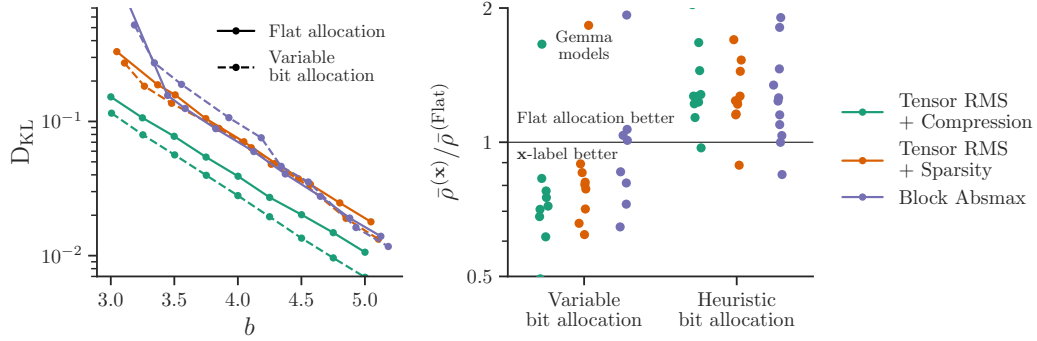 D_KL
10⁻¹
10⁻²
3.0 3.5 4.0 4.5 5.0
b
Flat allocation
Variable
bit allocation
ρ̄^(x)/ρ̄^(Flat)
2
1
0.5
Gemma
models
Flat allocation better
x-label better
Variable
bit allocation
Heuristic
bit allocation
Tensor RMS
+ Compression
Tensor RMS
+ Sparsity
Block Absmax